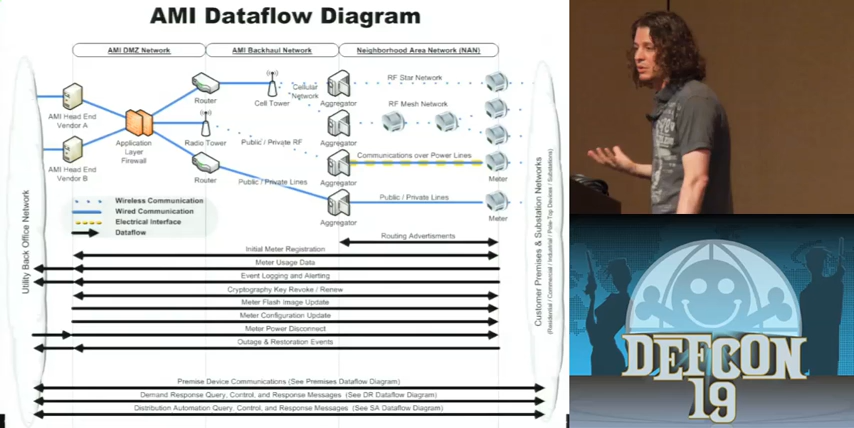 AMI Dataflow Diagram
AMI DMZ Network
AMI Backhaul Network
Neighborhood Area Network (NAN)
AMI Head End
Vendor A
AMI Head End
Vendor B
Application
Layer
Firewall
Router
Radio Tower
Router
Cell Tower
Cellular
Network
Public / Private RF
Public / Private Lines
Aggregator
Aggregator
Aggregator
Aggregator
RF Star Network
RF Mesh Network
Communications over Power Lines
Public / Private Lines
Meter
Meter
Wireless Communication
Wired Communication
Electrical Interface
Dataflow
Utility Back Office Network
Customer Premises & Substation Networks
(Residential / Commercial / Industrial / Pole-Top Devices / Substations)
Routing Advertisments
Initial Meter Registration
Meter Usage Data
Event Logging and Alerting
Cryptography Key Revoke / Renew
Meter Flash Image Update
Meter Configuration Update
Meter Power Disconnect
Outage & Restoration Events
Premise Device Communications (See Premises Dataflow Diagram)
Demand Response Query, Control, and Response Messages (See DR Dataflow Diagram)
Distribution Automation Query, Control, and Response Messages (See SA Dataflow Diagram)
DEFCON
19